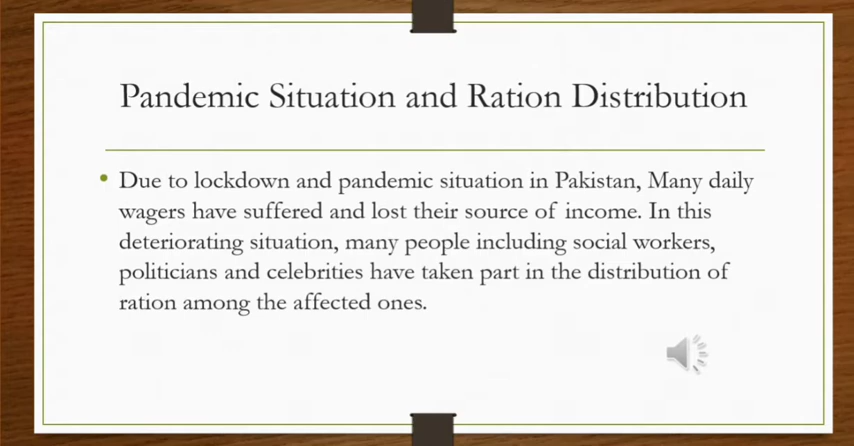 Pandemic Situation and Ration Distribution
• Due to lockdown and pandemic situation in Pakistan, Many daily
wagers have suffered and lost their source of income. In this
deteriorating situation, many people including social workers,
politicians and celebrities have taken part in the distribution of
ration among the affected ones.